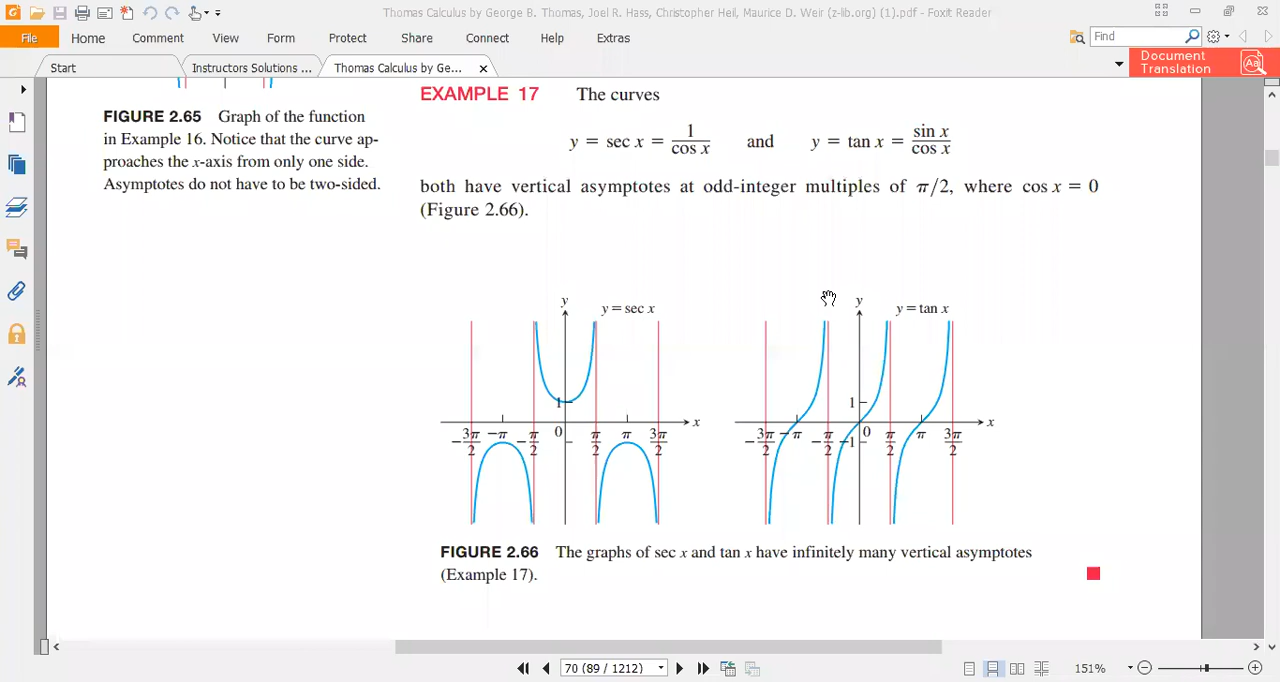 Thomas Calculus by George B. Thomas, Joel R. Hass, Christopher Heil, Maurice D. Weir (z-lib.org) (1).pdf - Foxit Reader
File Home Comment View Form Protect Share Connect Help Extras Find
Start Instructors Solutions ... Thomas Calculus by Ge... Document Translation
FIGURE 2.65 Graph of the function
in Example 16. Notice that the curve ap-
proaches the x-axis from only one side.
Asymptotes do not have to be two-sided.
EXAMPLE 17 The curves
y = sec x = 1/cos x and y = tan x = sin x/cos x
both have vertical asymptotes at odd-integer multiples of π/2, where cos x = 0
(Figure 2.66).
y y = sec x
1
x
−3π/2 −π −π/2 0 π/2 π 3π/2
y y = tan x
1
x
−3π/2 −π −π/2 −1 0 π/2 π 3π/2
FIGURE 2.66 The graphs of sec x and tan x have infinitely many vertical asymptotes
(Example 17).
70 (89 / 1212) 151%